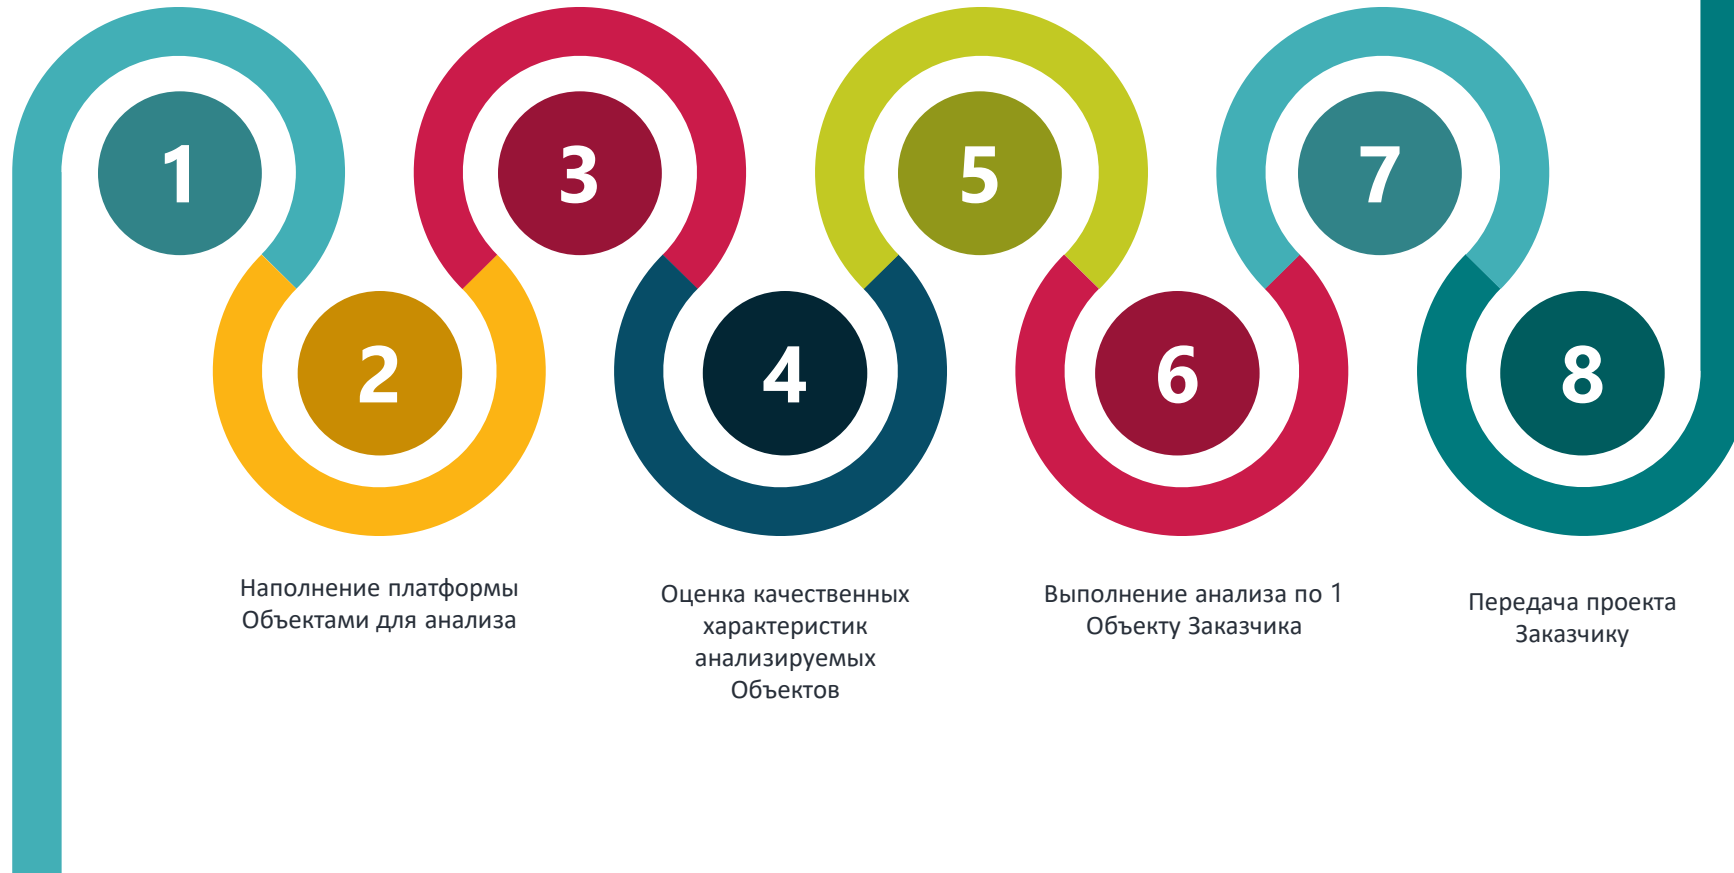 1
3
5
7
2
4
6
8
Наполнение платформы
Объектами для анализа
Оценка качественных
характеристик
анализируемых
Объектов
Выполнение анализа по 1
Объекту Заказчика
Передача проекта
Заказчику